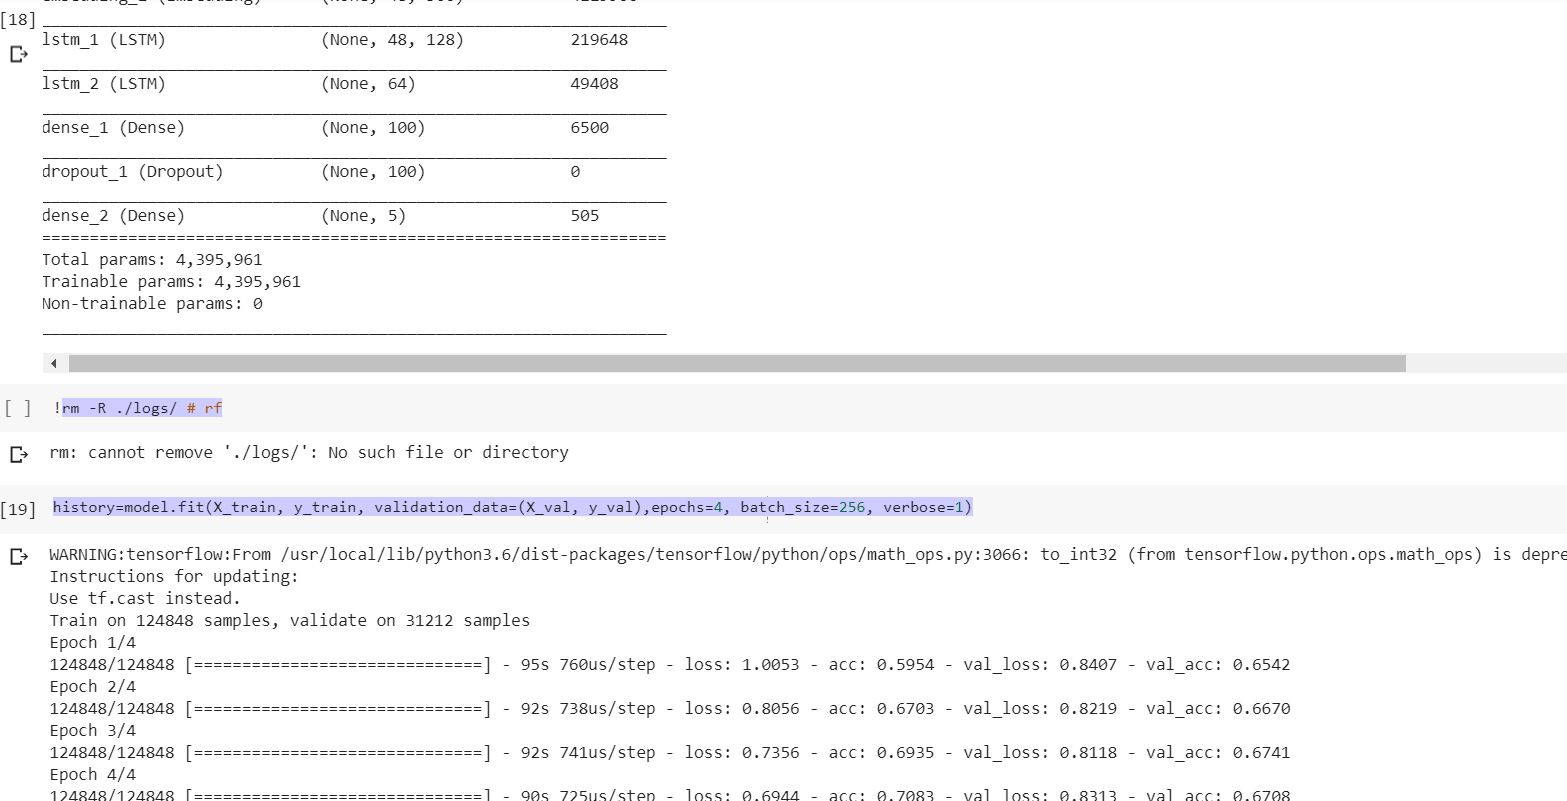 [18]
lstm_1 (LSTM) (None, 48, 128) 219648
lstm_2 (LSTM) (None, 64) 49408
dense_1 (Dense) (None, 100) 6500
dropout_1 (Dropout) (None, 100) 0
dense_2 (Dense) (None, 5) 505
=================================================================
Total params: 4,395,961
Trainable params: 4,395,961
Non-trainable params: 0
[ ] !rm -R ./logs/ # rf
rm: cannot remove './logs/': No such file or directory
[19] history=model.fit(X_train, y_train, validation_data=(X_val, y_val),epochs=4, batch_size=256, verbose=1)
WARNING:tensorflow:From /usr/local/lib/python3.6/dist-packages/tensorflow/python/ops/math_ops.py:3066: to_int32 (from tensorflow.python.ops.math_ops) is depre
Instructions for updating:
Use tf.cast instead.
Train on 124848 samples, validate on 31212 samples
Epoch 1/4
124848/124848 [==============================] - 95s 760us/step - loss: 1.0053 - acc: 0.5954 - val_loss: 0.8407 - val_acc: 0.6542
Epoch 2/4
124848/124848 [==============================] - 92s 738us/step - loss: 0.8056 - acc: 0.6703 - val_loss: 0.8219 - val_acc: 0.6670
Epoch 3/4
124848/124848 [==============================] - 92s 741us/step - loss: 0.7356 - acc: 0.6935 - val_loss: 0.8118 - val_acc: 0.6741
Epoch 4/4
124848/124848 [==============================] - 90s 725us/step - loss: 0.6944 - acc: 0.7083 - val_loss: 0.8313 - val_acc: 0.6708